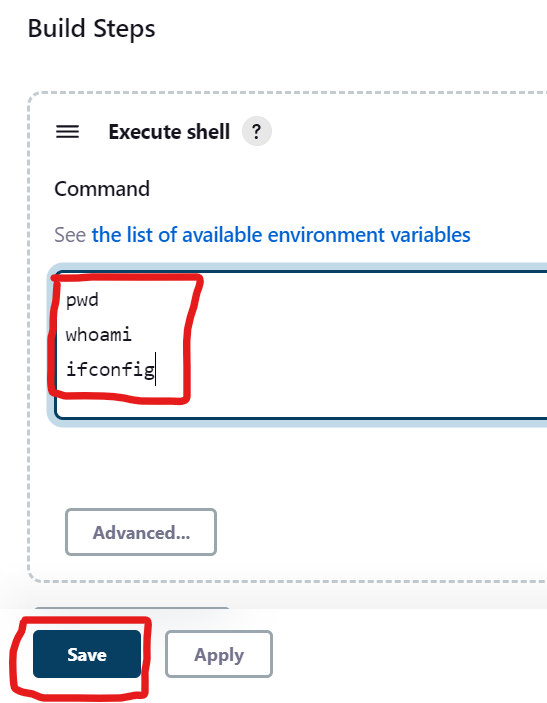 Build Steps
Execute shell ?
Command
See the list of available environment variables
pwd
whoami
ifconfig
Advanced...
Save
Apply